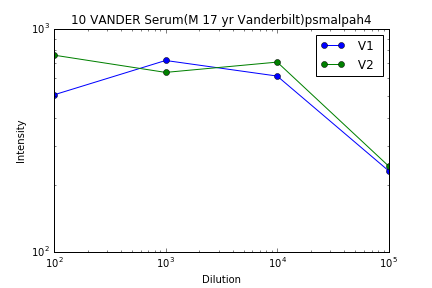 10 VANDER Serum(M 17 yr Vanderbilt)psmalpah4
10³
V1
V2
Intensity
10²
10² 10³ 10⁴ 10⁵
Dilution